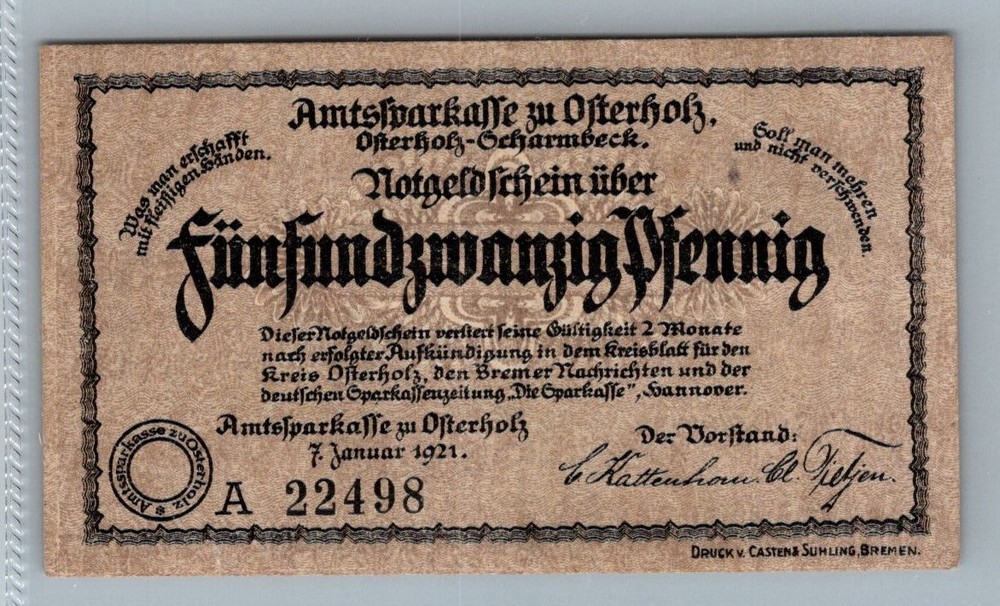 Amtssparkasse zu Osterholz,
Osterholz-Scharmbeck.
Was man erschafft
mit fleissigen Händen.
Soll man mehren
und nicht verschwenden.
Notgeldschein über
Fünfundzwanzig Pfennig
Dieser Notgeldschein verliert seine Gültigkeit 2 Monate
nach erfolgter Aufkündigung in dem Kreisblatt für den
Kreis Osterholz, den Bremer Nachrichten und der
deutschen Sparkassenzeitung „Die Sparkasse“, Hannover.
Amtssparkasse zu Osterholz
7. Januar 1921.
Der Vorstand:
C. Kattenhorn. Cl. Tietjen.
Amtssparkasse zu Osterholz
A 22498
DRUCK V. CASTEN & SUHLING, BREMEN.